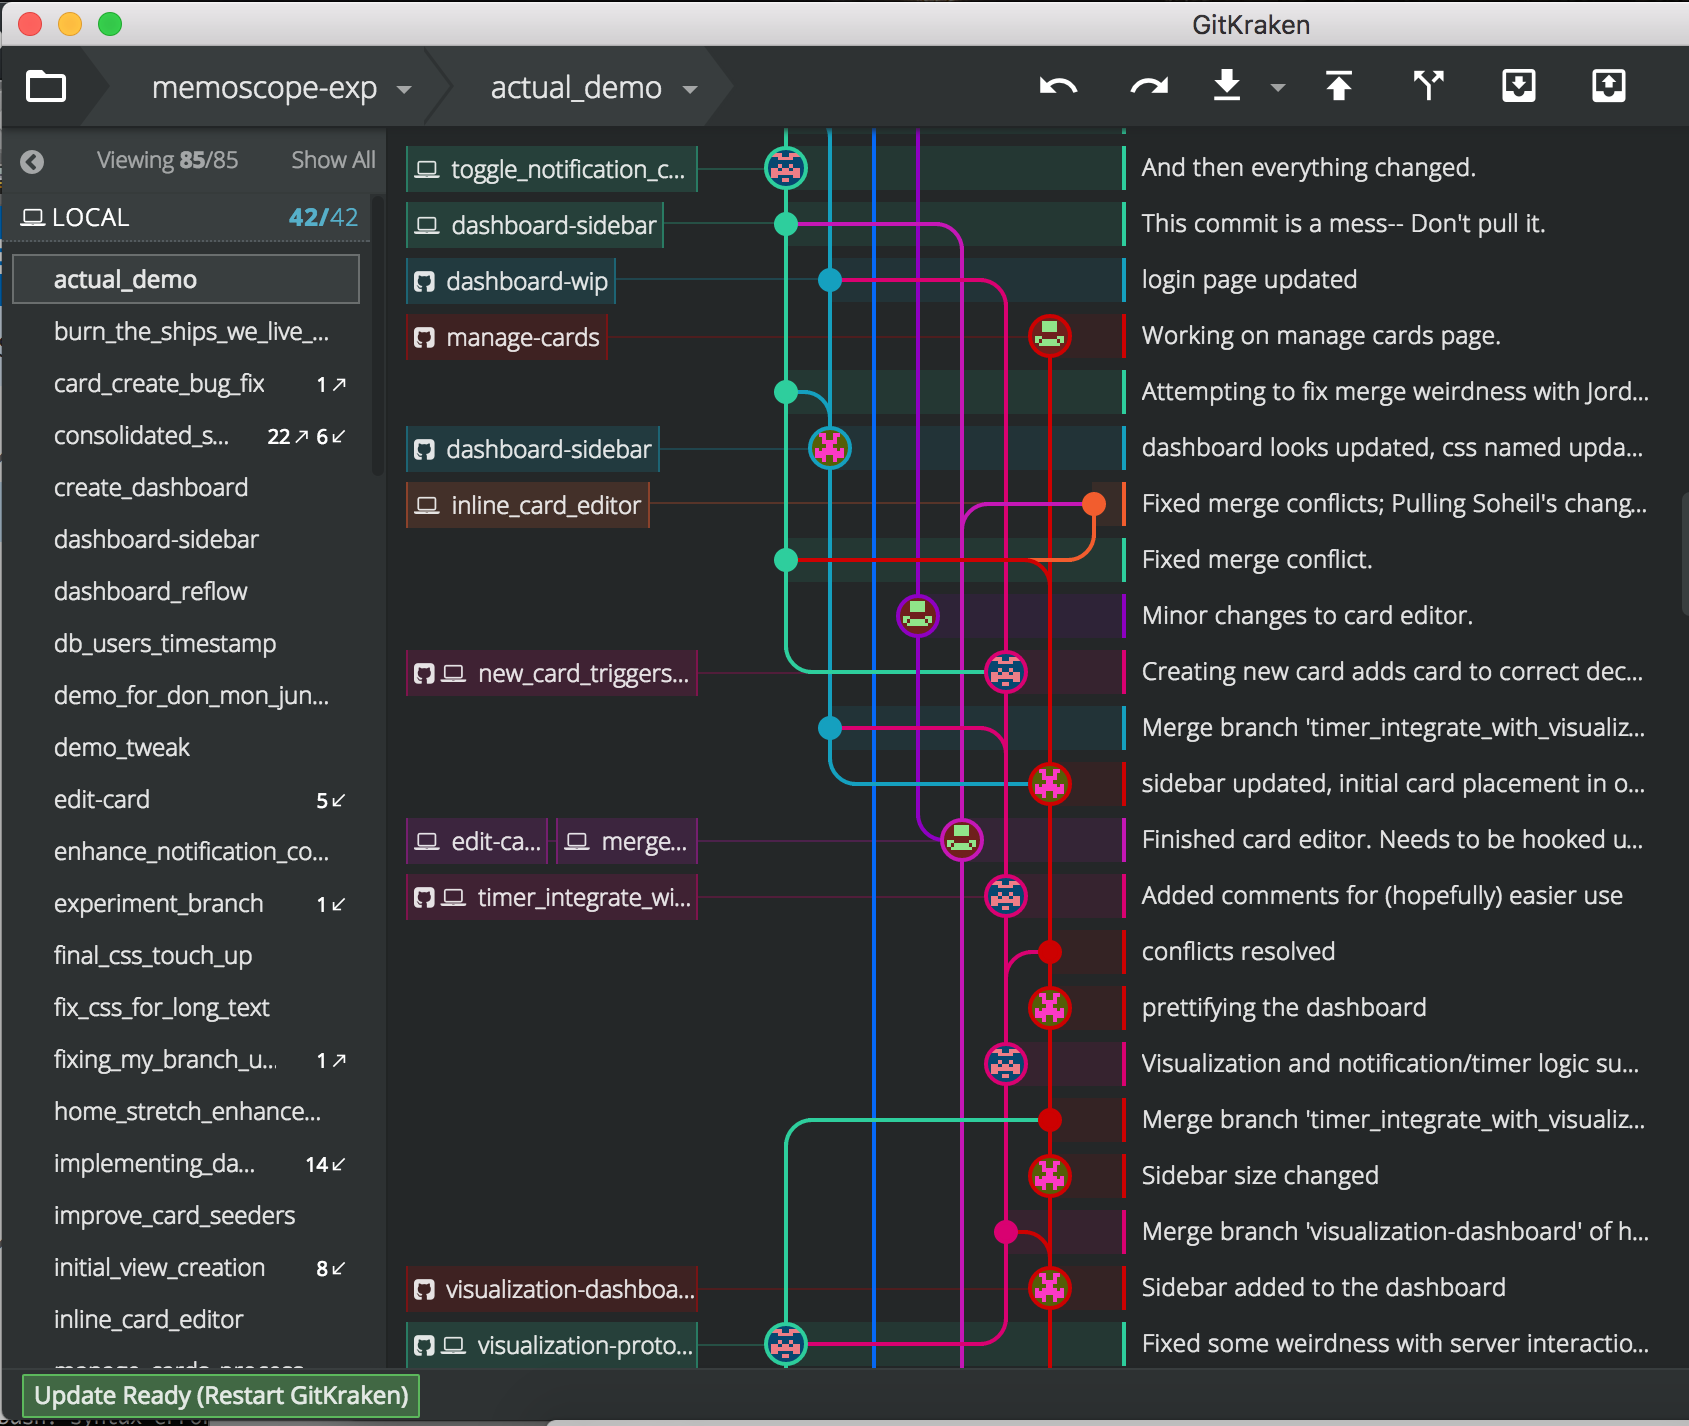 GitKraken
memoscope-exp
actual_demo
Viewing 85/85
Show All
LOCAL 42/42
actual_demo
burn_the_ships_we_live_...
card_create_bug_fix 1↗
consolidated_s... 22↗ 6↙
create_dashboard
dashboard-sidebar
dashboard_reflow
db_users_timestamp
demo_for_don_mon_jun...
demo_tweak
edit-card 5↙
enhance_notification_co...
experiment_branch 1↙
final_css_touch_up
fix_css_for_long_text
fixing_my_branch_u... 1↗
home_stretch_enhance...
implementing_da... 14↙
improve_card_seeders
initial_view_creation 8↙
inline_card_editor
toggle_notification_c... And then everything changed.
dashboard-sidebar This commit is a mess-- Don't pull it.
dashboard-wip login page updated
manage-cards Working on manage cards page.
Attempting to fix merge weirdness with Jord...
dashboard-sidebar dashboard looks updated, css named upda...
inline_card_editor Fixed merge conflicts; Pulling Soheil's chang...
Fixed merge conflict.
Minor changes to card editor.
new_card_triggers... Creating new card adds card to correct dec...
Merge branch 'timer_integrate_with_visualiz...
sidebar updated, initial card placement in o...
edit-ca... merge... Finished card editor. Needs to be hooked u...
timer_integrate_wi... Added comments for (hopefully) easier use
conflicts resolved
prettifying the dashboard
Visualization and notification/timer logic su...
Merge branch 'timer_integrate_with_visualiz...
Sidebar size changed
Merge branch 'visualization-dashboard' of h...
visualization-dashboa... Sidebar added to the dashboard
visualization-proto... Fixed some weirdness with server interactio...
Update Ready (Restart GitKraken)